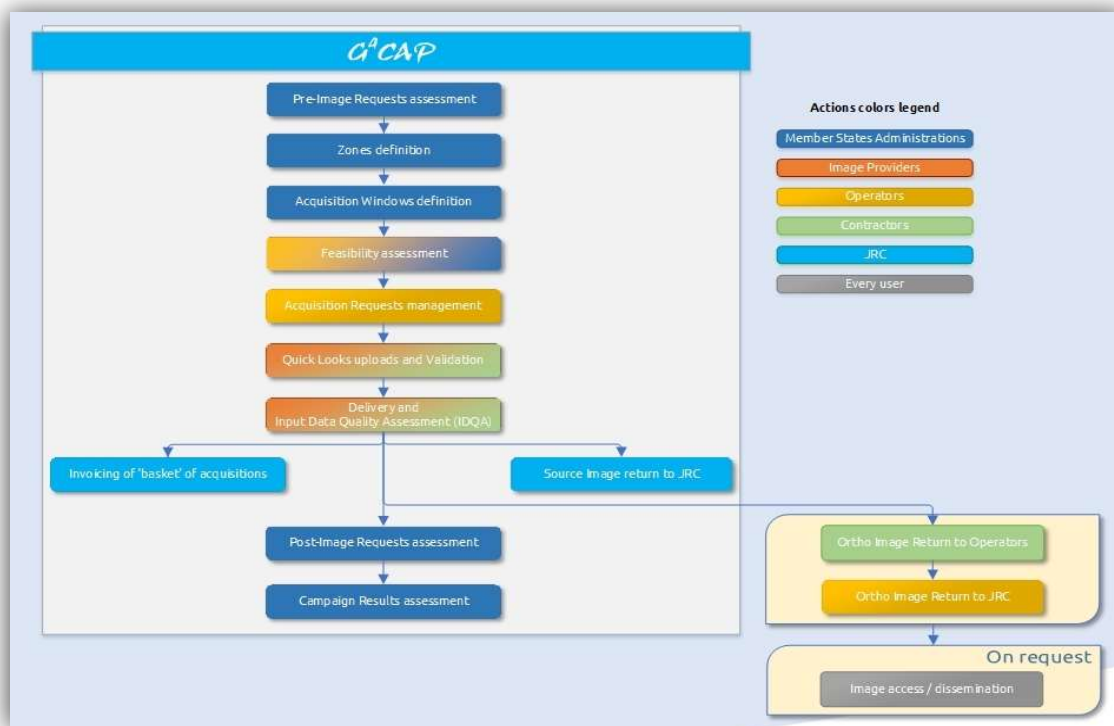 G⁴CAP
Pre-Image Requests assessment
Zones definition
Acquisition Windows definition
Feasibility assessment
Acquisition Requests management
Quick Looks uploads and Validation
Delivery and
Input Data Quality Assessment (IDQA)
Invoicing of 'basket' of acquisitions
Source Image return to JRC
Post-Image Requests assessment
Campaign Results assessment
Actions colors legend
Member States Administrations
Image Providers
Operators
Contractors
JRC
Every user
Ortho Image Return to Operators
Ortho Image Return to JRC
On request
Image access / dissemination